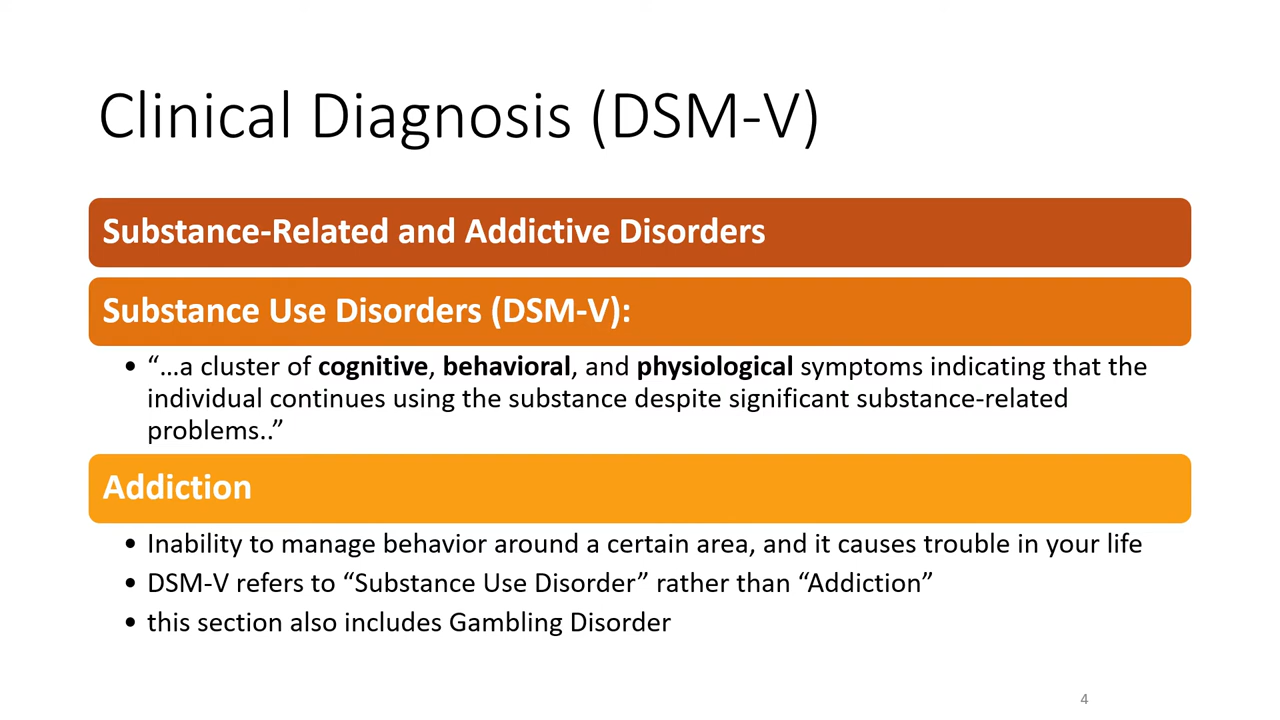 Clinical Diagnosis (DSM-V)
Substance-Related and Addictive Disorders
Substance Use Disorders (DSM-V):
• “…a cluster of cognitive, behavioral, and physiological symptoms indicating that the
individual continues using the substance despite significant substance-related
problems..”
Addiction
• Inability to manage behavior around a certain area, and it causes trouble in your life
• DSM-V refers to “Substance Use Disorder” rather than “Addiction”
• this section also includes Gambling Disorder
4